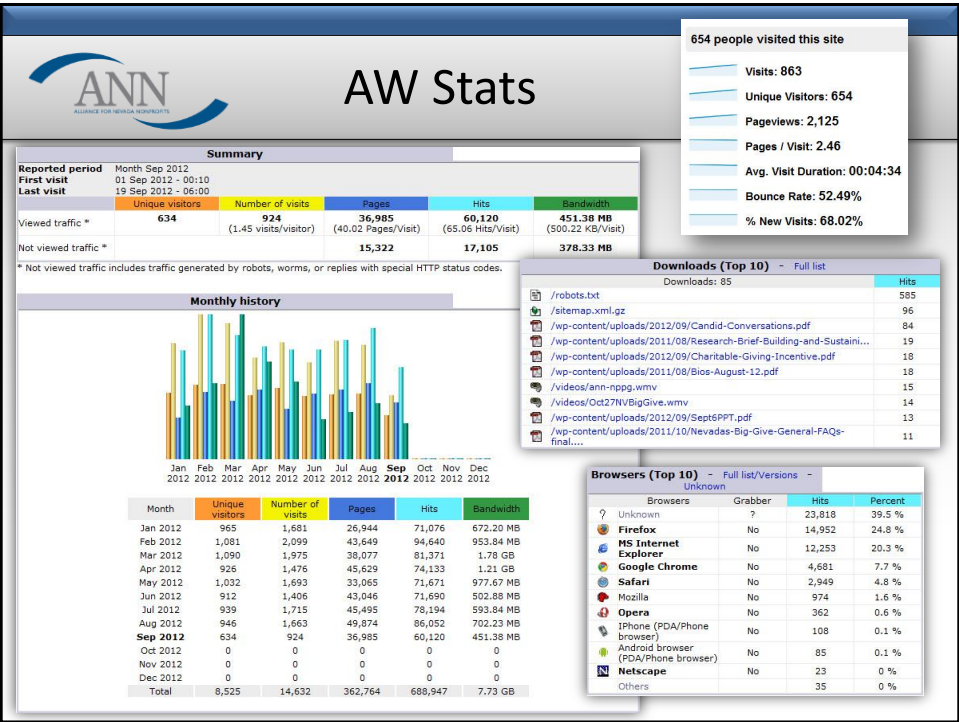 ANN
ALLIANCE FOR NEVADA NONPROFITS
AW Stats
654 people visited this site
Visits: 863
Unique Visitors: 654
Pageviews: 2,125
Pages / Visit: 2.46
Avg. Visit Duration: 00:04:34
Bounce Rate: 52.49%
% New Visits: 68.02%
Summary
Reported period Month Sep 2012
First visit 01 Sep 2012 - 00:10
Last visit 19 Sep 2012 - 06:00
Unique visitors Number of visits Pages Hits Bandwidth
Viewed traffic * 634 924 36,985 60,120 451.38 MB
(1.45 visits/visitor) (40.02 Pages/Visit) (65.06 Hits/Visit) (500.22 KB/Visit)
Not viewed traffic * 15,322 17,105 378.33 MB
* Not viewed traffic includes traffic generated by robots, worms, or replies with special HTTP status codes.
Monthly history
Jan Feb Mar Apr May Jun Jul Aug Sep Oct Nov Dec
2012 2012 2012 2012 2012 2012 2012 2012 2012 2012 2012 2012
Month Unique visitors Number of visits Pages Hits Bandwidth
Jan 2012 965 1,681 26,944 71,076 672.20 MB
Feb 2012 1,081 2,099 43,649 94,640 953.84 MB
Mar 2012 1,090 1,975 38,077 81,371 1.78 GB
Apr 2012 926 1,476 45,629 74,133 1.21 GB
May 2012 1,032 1,693 33,065 71,671 977.67 MB
Jun 2012 912 1,406 43,046 71,690 502.88 MB
Jul 2012 939 1,715 45,495 78,194 593.84 MB
Aug 2012 946 1,663 49,874 86,052 702.23 MB
Sep 2012 634 924 36,985 60,120 451.38 MB
Oct 2012 0 0 0 0 0
Nov 2012 0 0 0 0 0
Dec 2012 0 0 0 0 0
Total 8,525 14,632 362,764 688,947 7.73 GB
Downloads (Top 10) - Full list
Downloads: 85 Hits
/robots.txt 585
/sitemap.xml.gz 96
/wp-content/uploads/2012/09/Candid-Conversations.pdf 84
/wp-content/uploads/2011/08/Research-Brief-Building-and-Sustaini... 19
/wp-content/uploads/2012/09/Charitable-Giving-Incentive.pdf 18
/wp-content/uploads/2011/08/Bios-August-12.pdf 18
/videos/ann-nppg.wmv 15
/videos/Oct27NVBigGive.wmv 14
/wp-content/uploads/2012/09/Sept6PPT.pdf 13
/wp-content/uploads/2011/10/Nevadas-Big-Give-General-FAQs-
final.... 11
Browsers (Top 10) - Full list/Versions -
Unknown
Browsers Grabber Hits Percent
? Unknown ? 23,818 39.5 %
Firefox No 14,952 24.8 %
MS Internet
Explorer No 12,253 20.3 %
Google Chrome No 4,681 7.7 %
Safari No 2,949 4.8 %
Mozilla No 974 1.6 %
Opera No 362 0.6 %
IPhone (PDA/Phone
browser) No 108 0.1 %
Android browser
(PDA/Phone browser) No 85 0.1 %
N Netscape No 23 0 %
Others 35 0 %